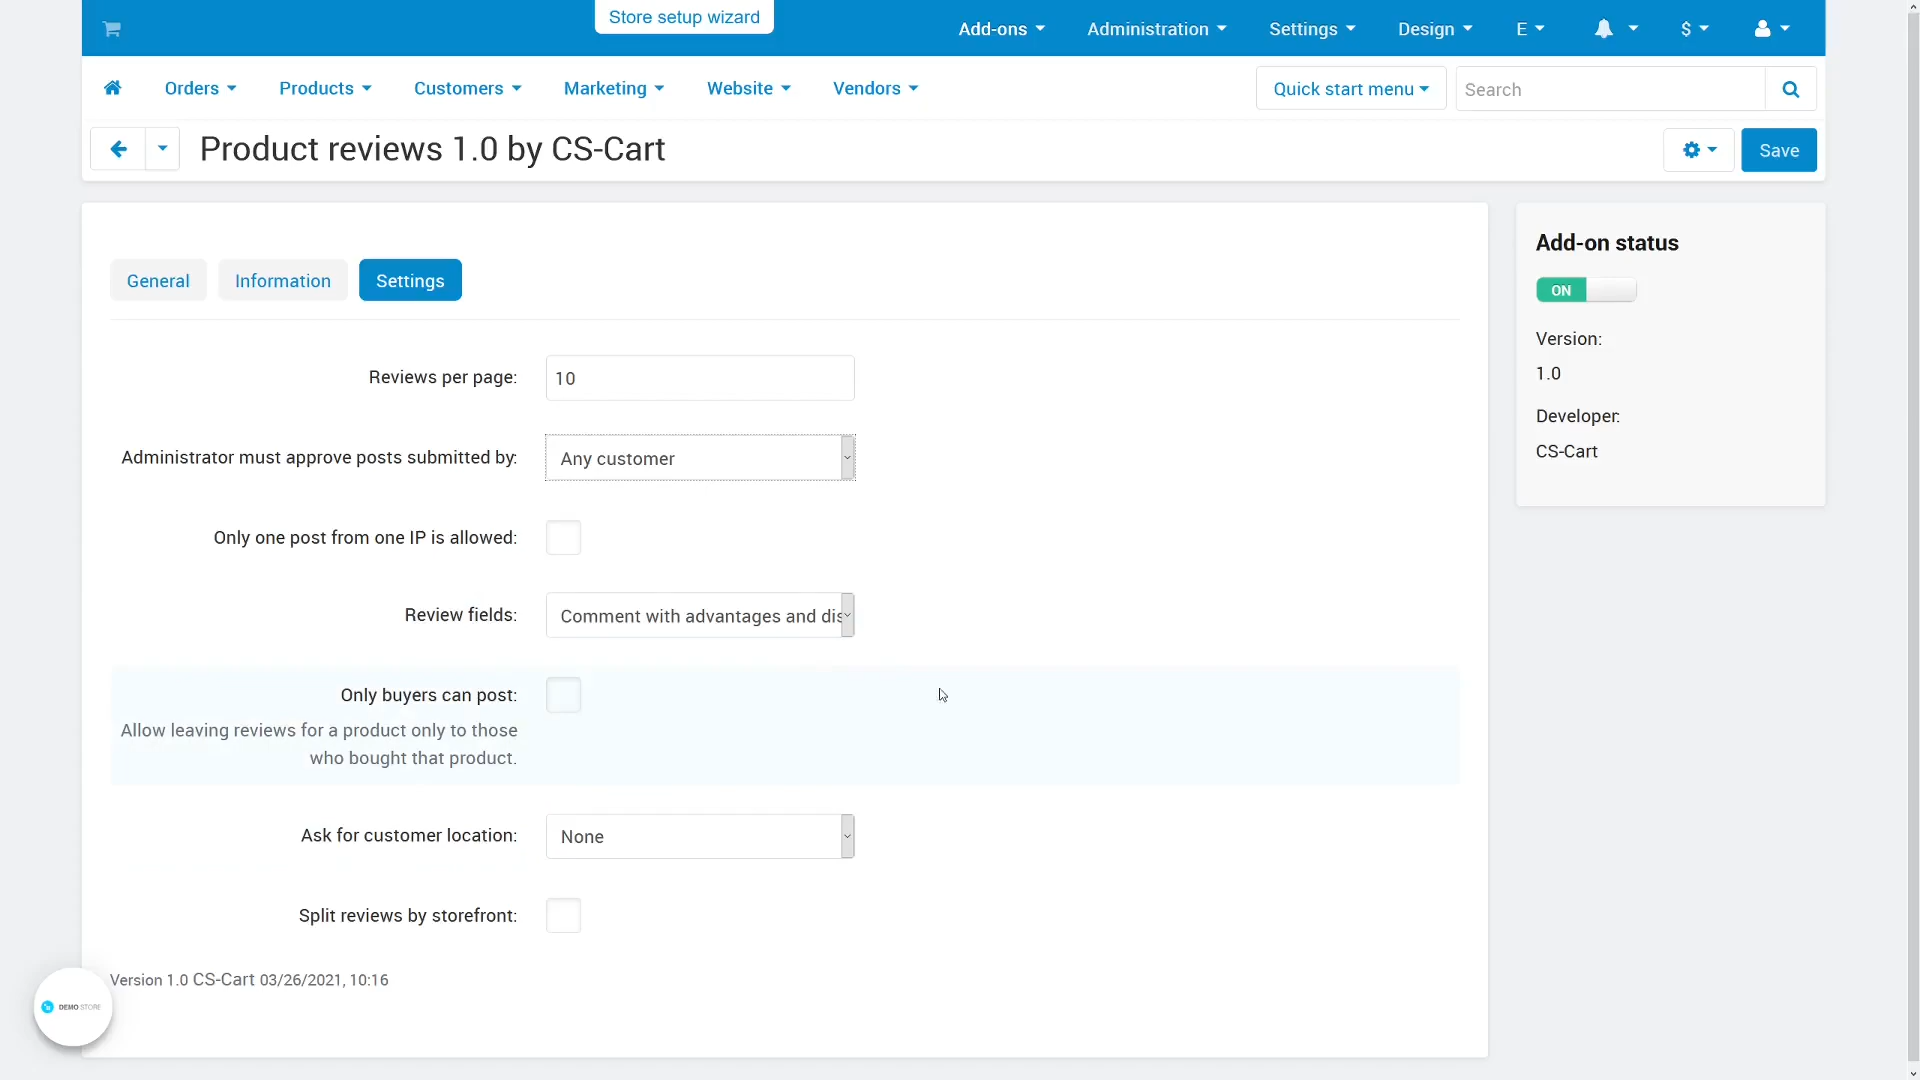 Store setup wizard
Add-ons
Administration
Settings
Design
E
$
Orders
Products
Customers
Marketing
Website
Vendors
Quick start menu
Search
Product reviews 1.0 by CS-Cart
Save
General
Information
Settings
Reviews per page:
10
Administrator must approve posts submitted by:
Any customer
Only one post from one IP is allowed:
Review fields:
Comment with advantages and dis
Only buyers can post:
Allow leaving reviews for a product only to those
who bought that product.
Ask for customer location:
None
Split reviews by storefront:
Version 1.0 CS-Cart 03/26/2021, 10:16
DEMO STORE
Add-on status
ON
Version:
1.0
Developer:
CS-Cart